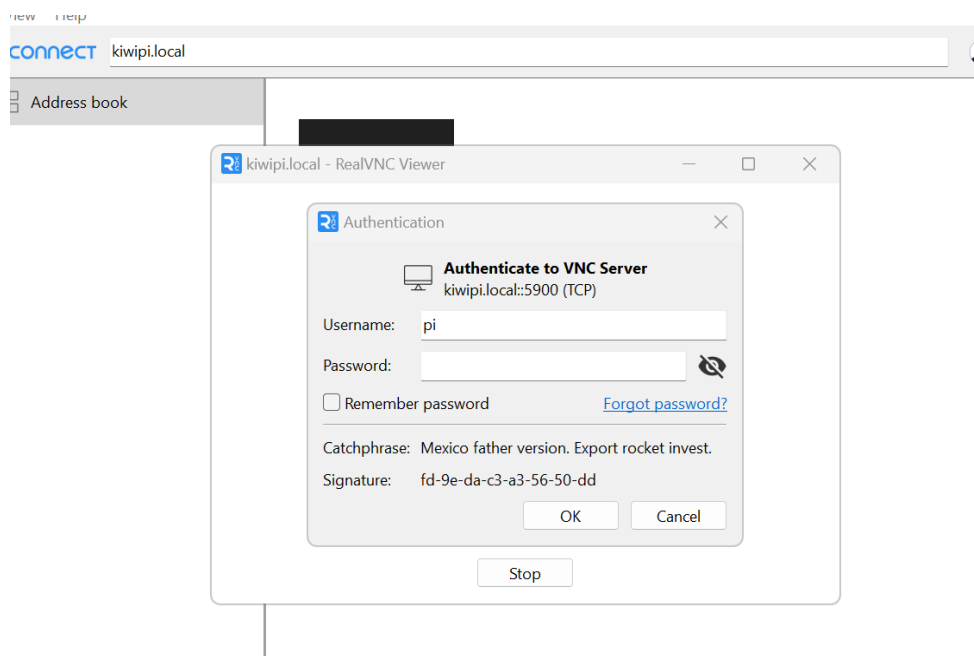 View Help
CONNECT kiwipi.local
Address book
kiwipi.local - RealVNC Viewer
Authentication
Authenticate to VNC Server
kiwipi.local::5900 (TCP)
Username: pi
Password:
Remember password Forgot password?
Catchphrase: Mexico father version. Export rocket invest.
Signature: fd-9e-da-c3-a3-56-50-dd
OK Cancel
Stop